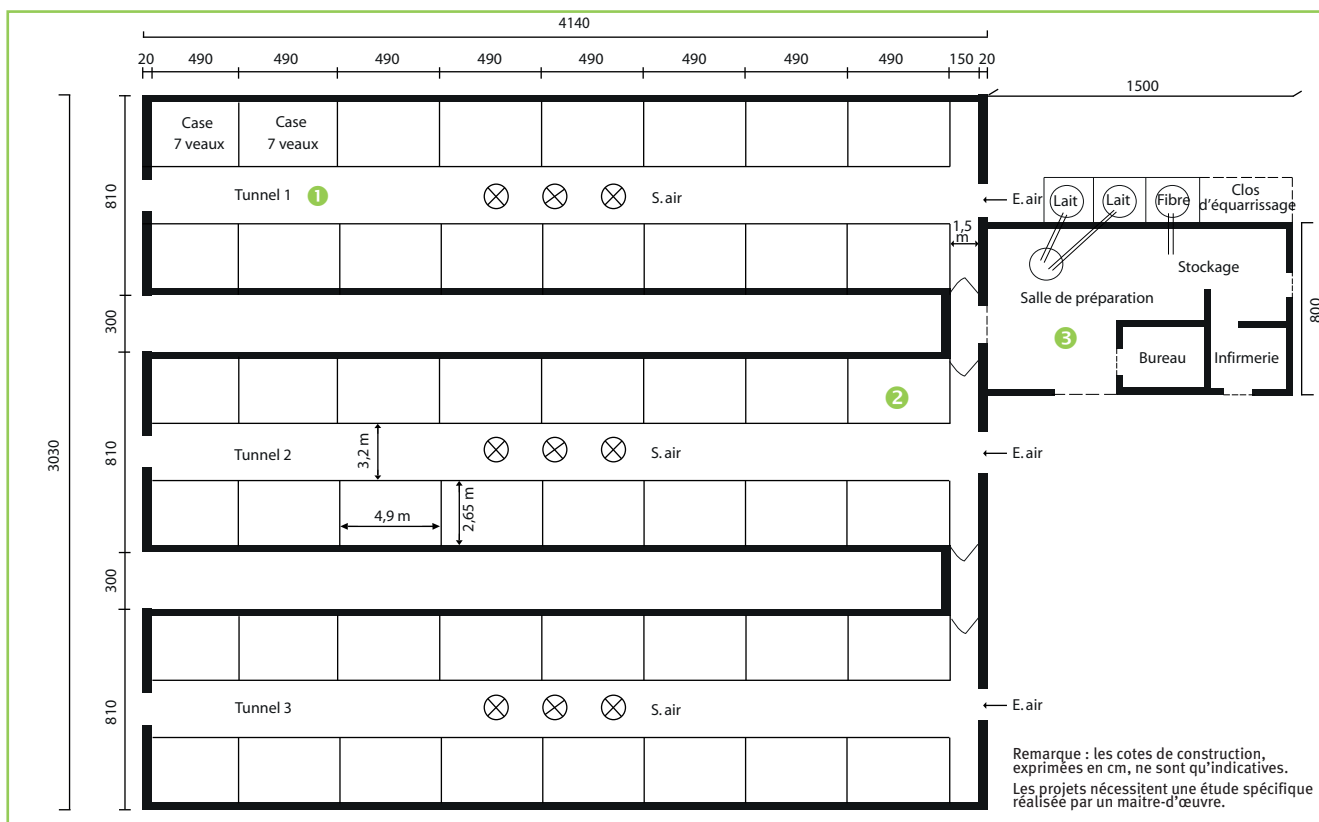 4140
20 490 490 490 490 490 490 490 490 150 20
1500
Case
7 veaux
Case
7 veaux
810
Tunnel 1 1
S. air
E. air
Lait
Lait
Fibre
Clos
d'équarrissage
1,5
m
Stockage
Salle de préparation
300
800
3
Bureau
Infirmerie
2
3030
810
Tunnel 2
3,2 m
S. air
E. air
4,9 m
2,65 m
300
810
Tunnel 3
S. air
E. air
Remarque : les cotes de construction,
exprimées en cm, ne sont qu'indicatives.
Les projets nécessitent une étude spécifique
réalisée par un maitre-d'œuvre.